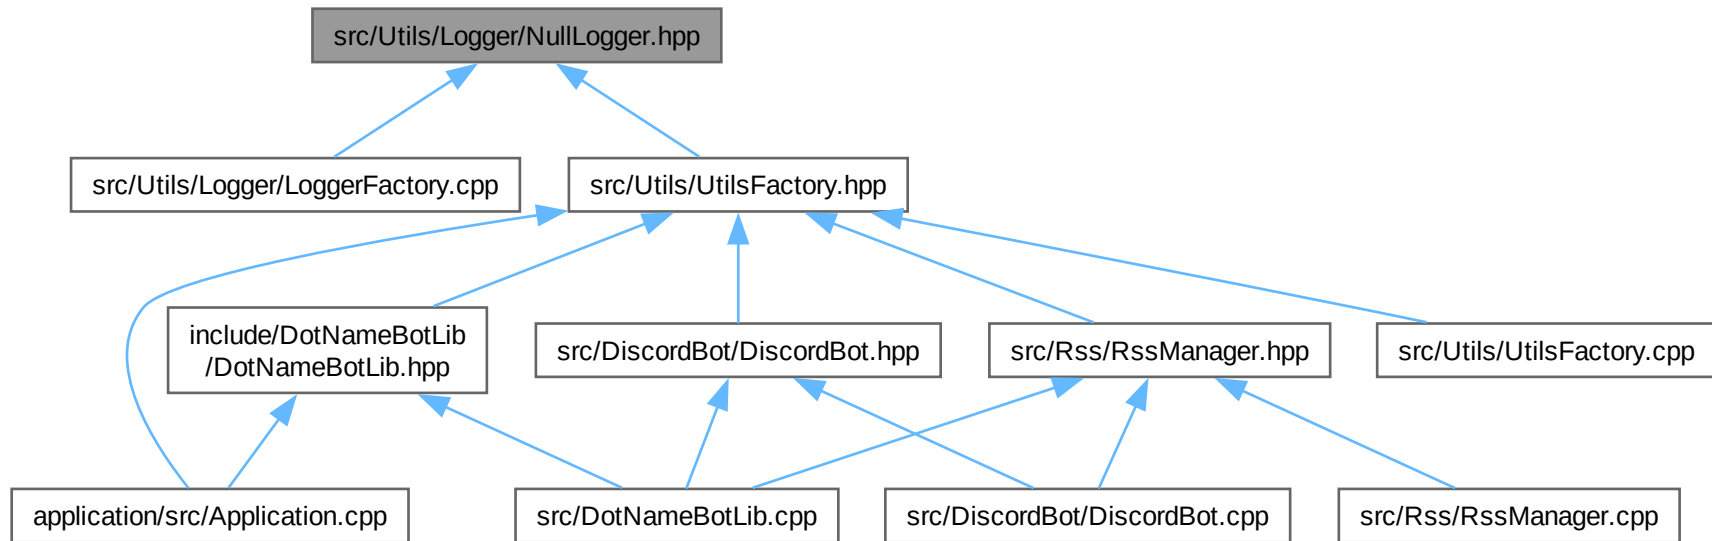 src/Utils/Logger/NullLogger.hpp
src/Utils/Logger/LoggerFactory.cpp
src/Utils/UtilsFactory.hpp
include/DotNameBotLib
/DotNameBotLib.hpp
src/DiscordBot/DiscordBot.hpp
src/Rss/RssManager.hpp
src/Utils/UtilsFactory.cpp
application/src/Application.cpp
src/DotNameBotLib.cpp
src/DiscordBot/DiscordBot.cpp
src/Rss/RssManager.cpp